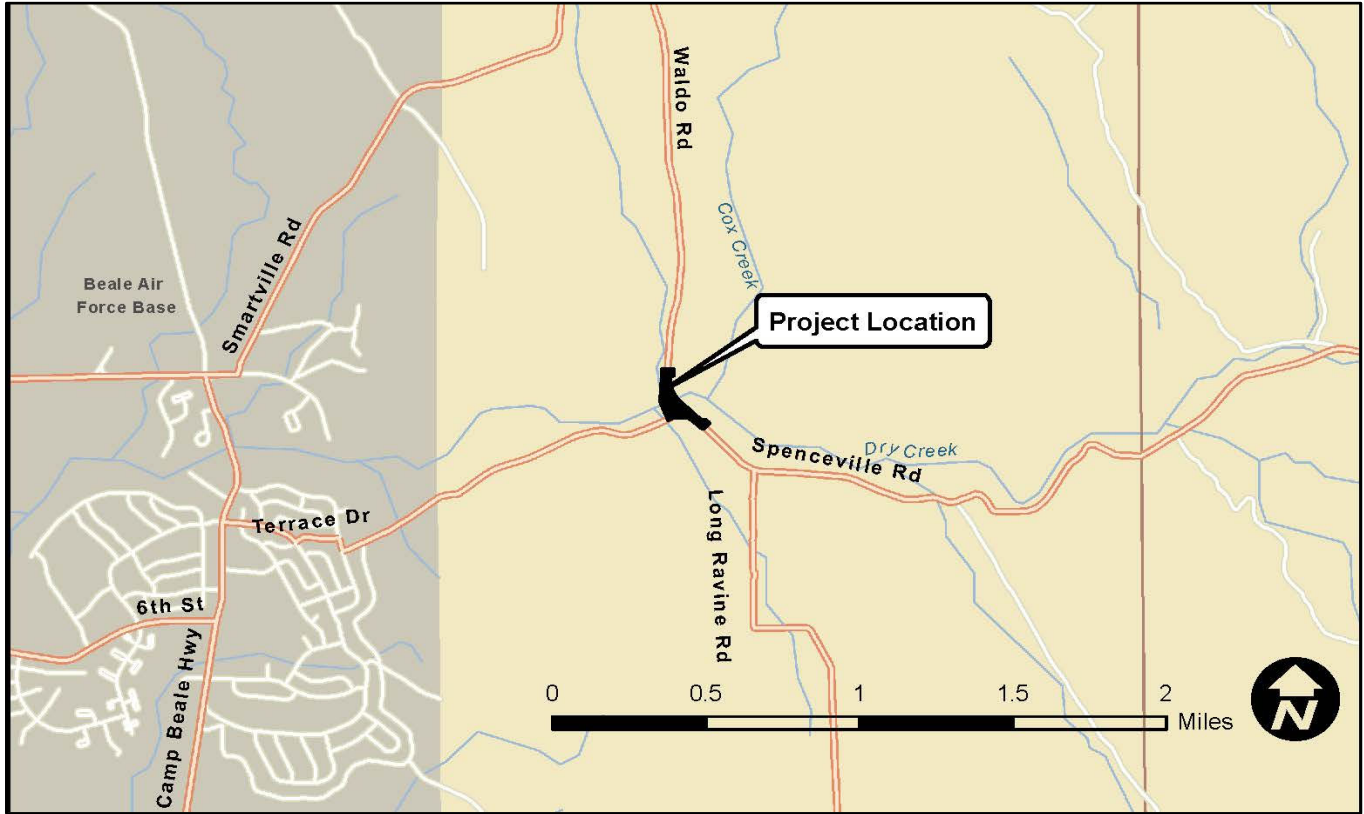 Waldo Rd
Cox Creek
Smartville Rd
Beale Air
Force Base
Project Location
Dry Creek
Spenceville Rd
Terrace Dr
Long Ravine Rd
6th St
Camp Beale Hwy
0 0.5 1 1.5 2
Miles
N